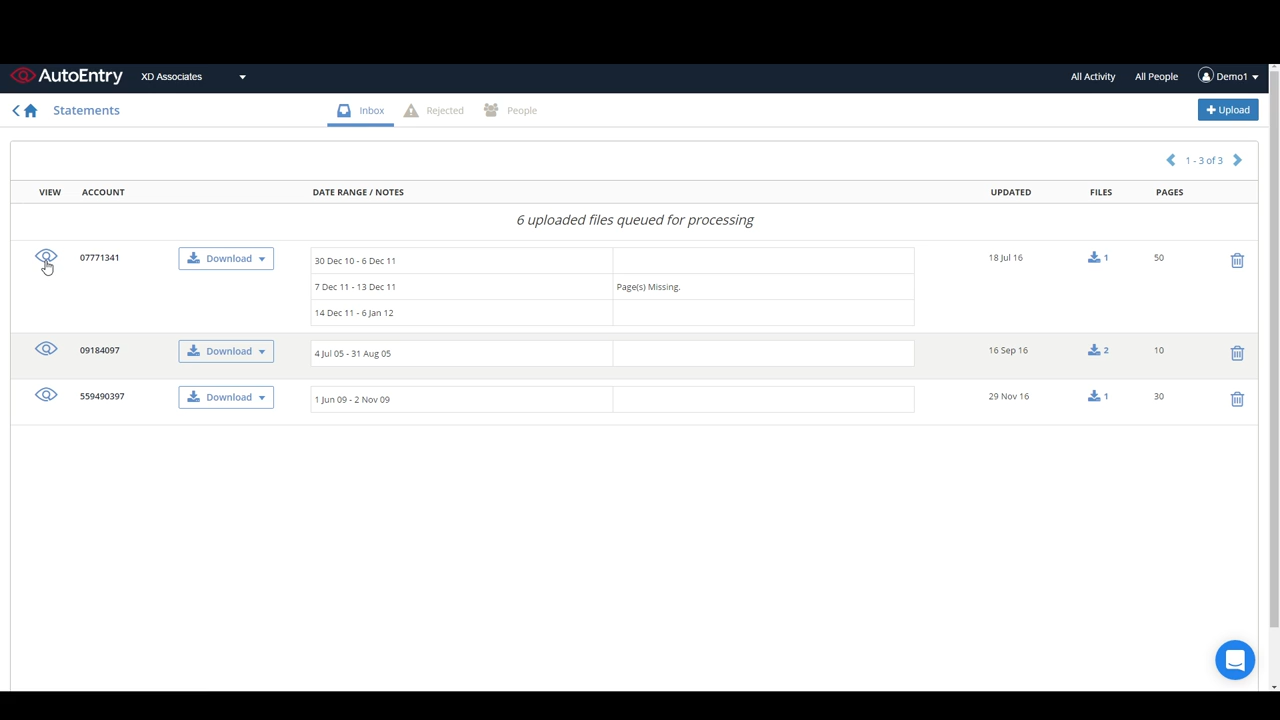 AutoEntry XD Associates All Activity All People Demo1
Statements Inbox Rejected People Upload
1 - 3 of 3
VIEW ACCOUNT DATE RANGE / NOTES UPDATED FILES PAGES
6 uploaded files queued for processing
07771341 Download 30 Dec 10 - 6 Dec 11 18 Jul 16 1 50
7 Dec 11 - 13 Dec 11 Page(s) Missing.
14 Dec 11 - 6 Jan 12
09184097 Download 4 Jul 05 - 31 Aug 05 16 Sep 16 2 10
559490397 Download 1 Jun 09 - 2 Nov 09 29 Nov 16 1 30